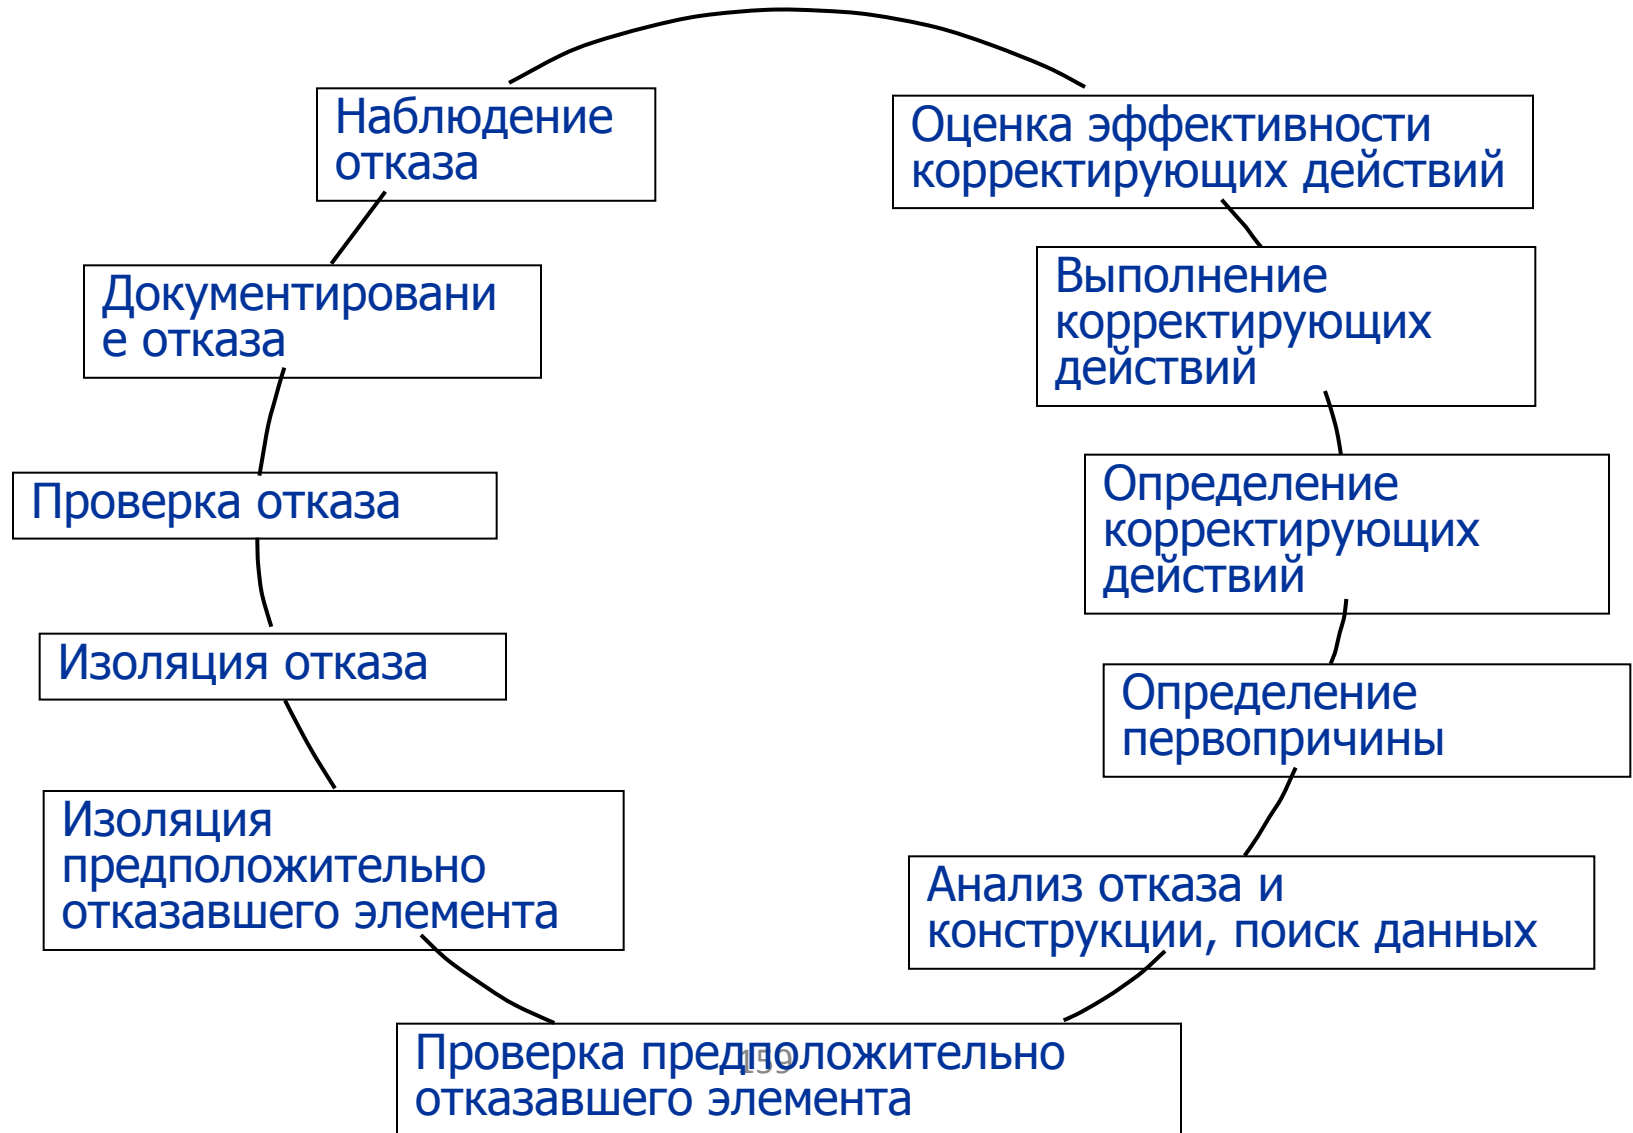 Наблюдение
отказа
Оценка эффективности
корректирующих действий
Документировани
е отказа
Выполнение
корректирующих
действий
Проверка отказа
Определение
корректирующих
действий
Изоляция отказа
Определение
первопричины
Изоляция
предположительно
отказавшего элемента
Анализ отказа и
конструкции, поиск данных
Проверка предположительно
159
отказавшего элемента